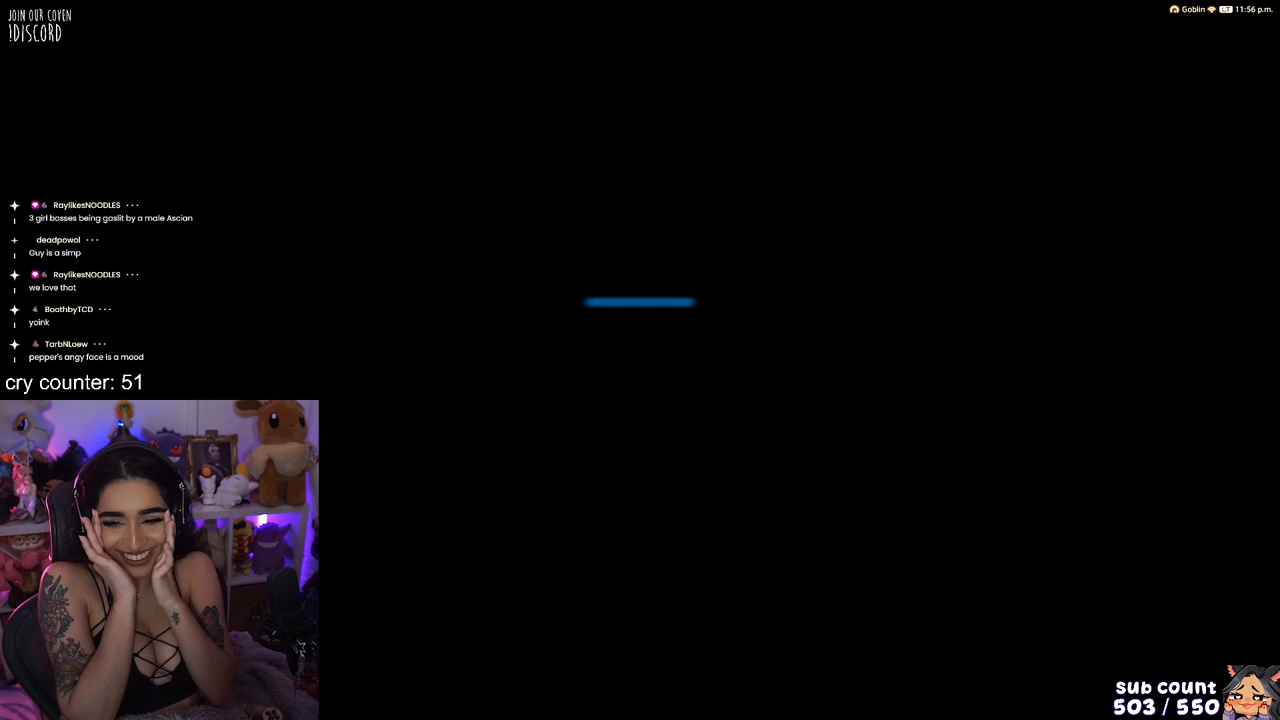 JOIN OUR COVEN
!DISCORD
Goblin LT 11:56 p.m.
RaylikesNOODLES
3 girl bosses being gaslit by a male Ascian
deadpowol
Guy is a simp
RaylikesNOODLES
we love that
BoothbyTCD
yoink
TarbNLoew
pepper's angy face is a mood
cry counter: 51
sub count
503 / 550